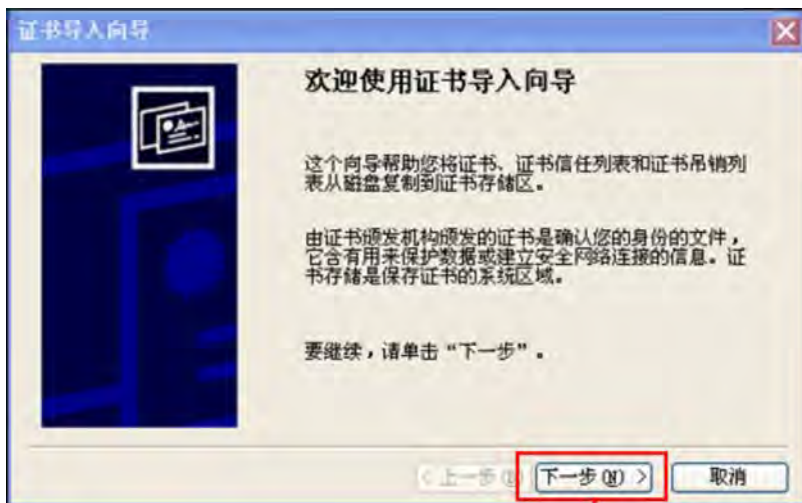 证书导入向导
欢迎使用证书导入向导
这个向导帮助您将证书、证书信任列表和证书吊销列
表从磁盘复制到证书存储区。
由证书颁发机构颁发的证书是确认您的身份的文件，
它含有用来保护数据或建立安全网络连接的信息。证
书存储是保存证书的系统区域。
要继续，请单击“下一步”。
< 上一步(B) 下一步(N) > 取消